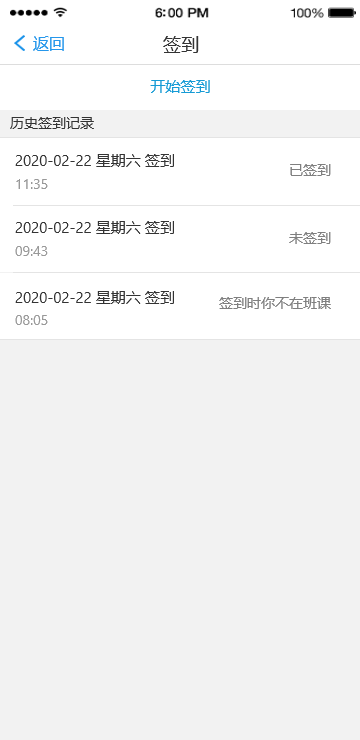 6:00 PM 100%
返回 签到
开始签到
历史签到记录
2020-02-22 星期六 签到
已签到
11:35
2020-02-22 星期六 签到
未签到
09:43
2020-02-22 星期六 签到
签到时你不在班课
08:05